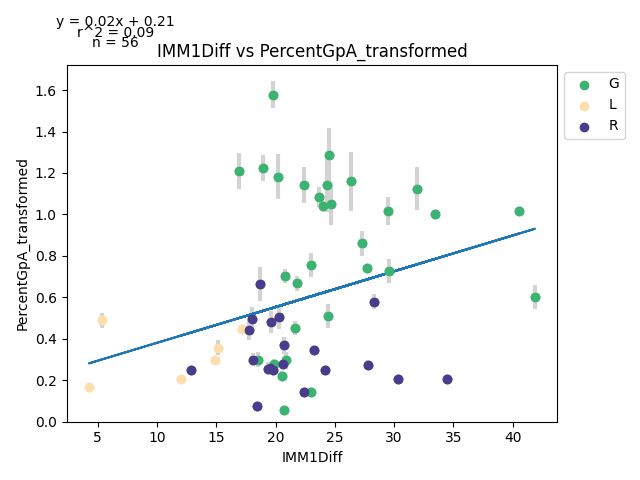 y = 0.02x + 0.21
r^2 = 0.09
n = 56
IMM1Diff vs PercentGpA_transformed
G
L
R
PercentGpA_transformed
1.6
1.4
1.2
1.0
0.8
0.6
0.4
0.2
0.0
5 10 15 20 25 30 35 40
IMM1Diff